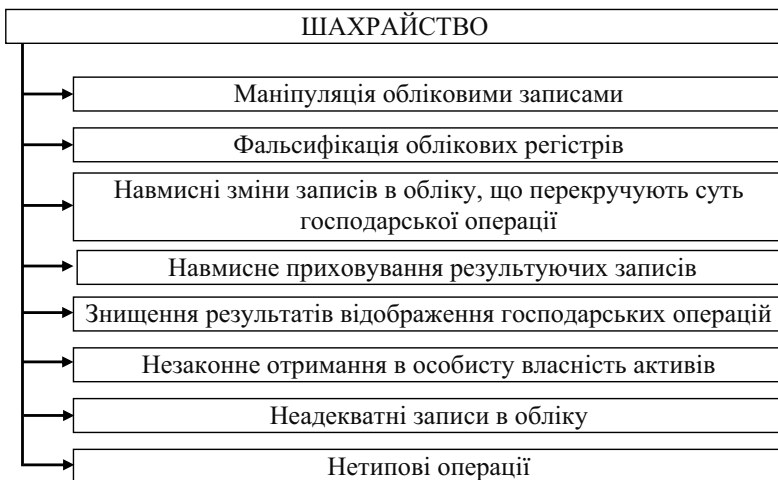 ШАХРАЙСТВО
Маніпуляція обліковими записами
Фальсифікація облікових регістрів
Навмисні зміни записів в обліку, що перекручують суть
господарської операції
Навмисне приховування результуючих записів
Знищення результатів відображення господарських операцій
Незаконне отримання в особисту власність активів
Неадекватні записи в обліку
Нетипові операції